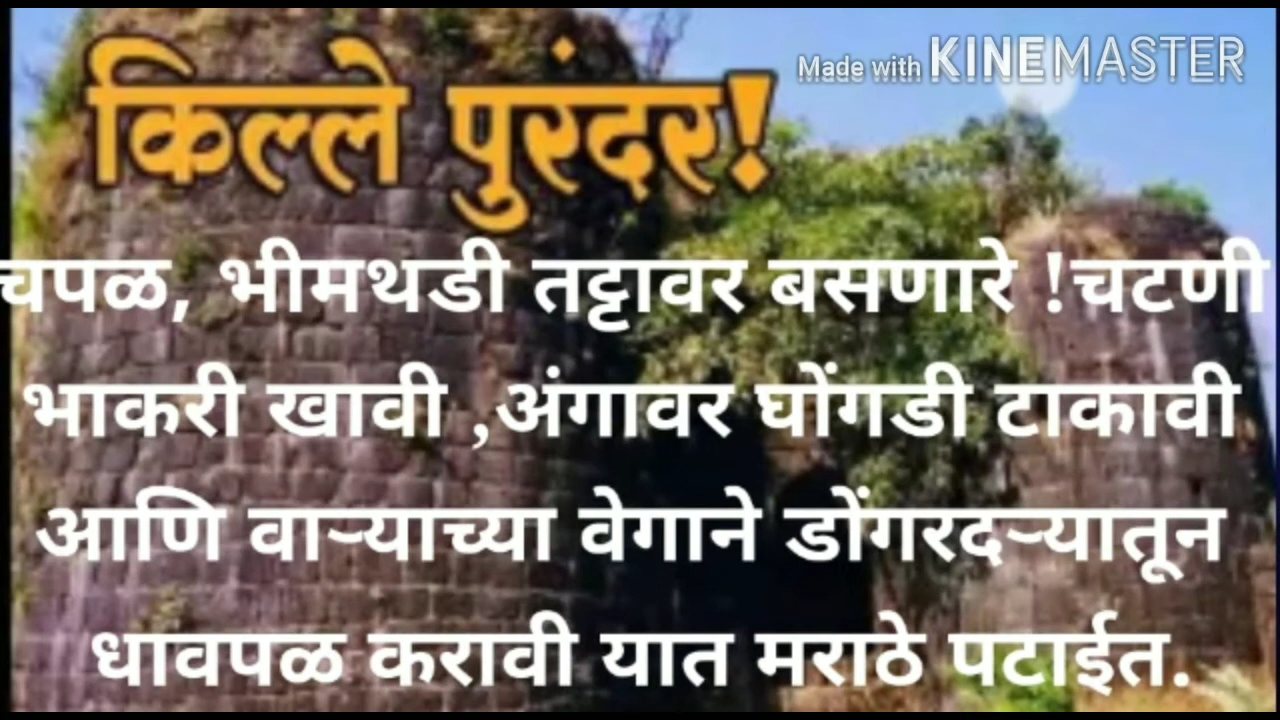 Made with KINEMASTER
किल्ले पुरंदर!
चपळ, भीमथडी तट्टावर बसणारे !चटणी
भाकरी खावी ,अंगावर घोंगडी टाकावी
आणि वाऱ्याच्या वेगाने डोंगरदऱ्यातून
धावपळ करावी यात मराठे पटाईत.